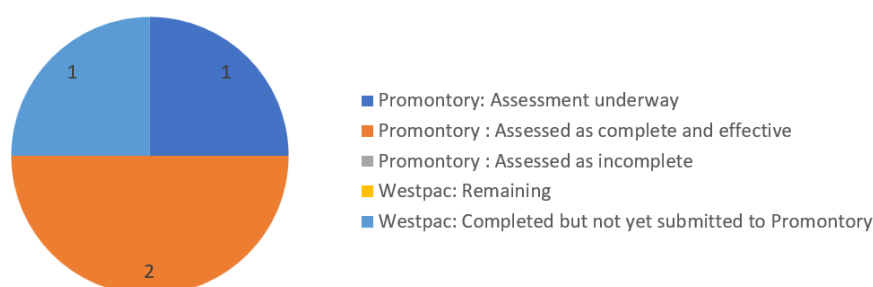 1
1
2
Promontory: Assessment underway
Promontory : Assessed as complete and effective
Promontory : Assessed as incomplete
Westpac: Remaining
Westpac: Completed but not yet submitted to Promontory